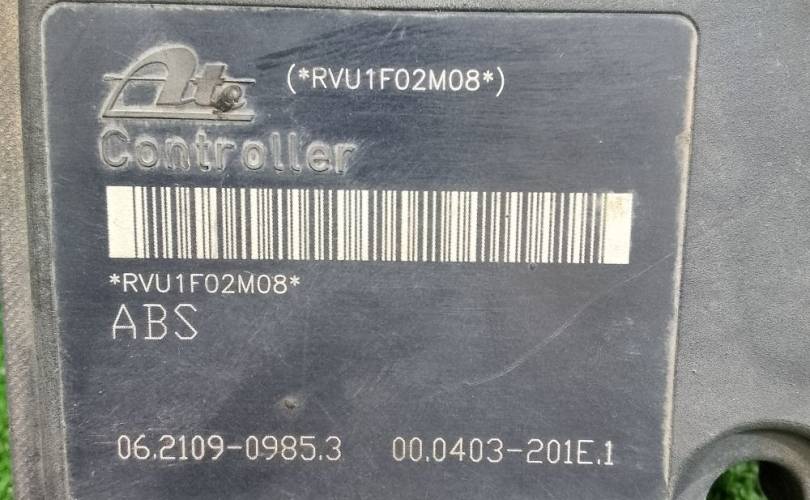 Ate (*RVU1F02M08*)
Controller
*RVU1F02M08*
ABS
06.2109-0985.3 00.0403-201E.1